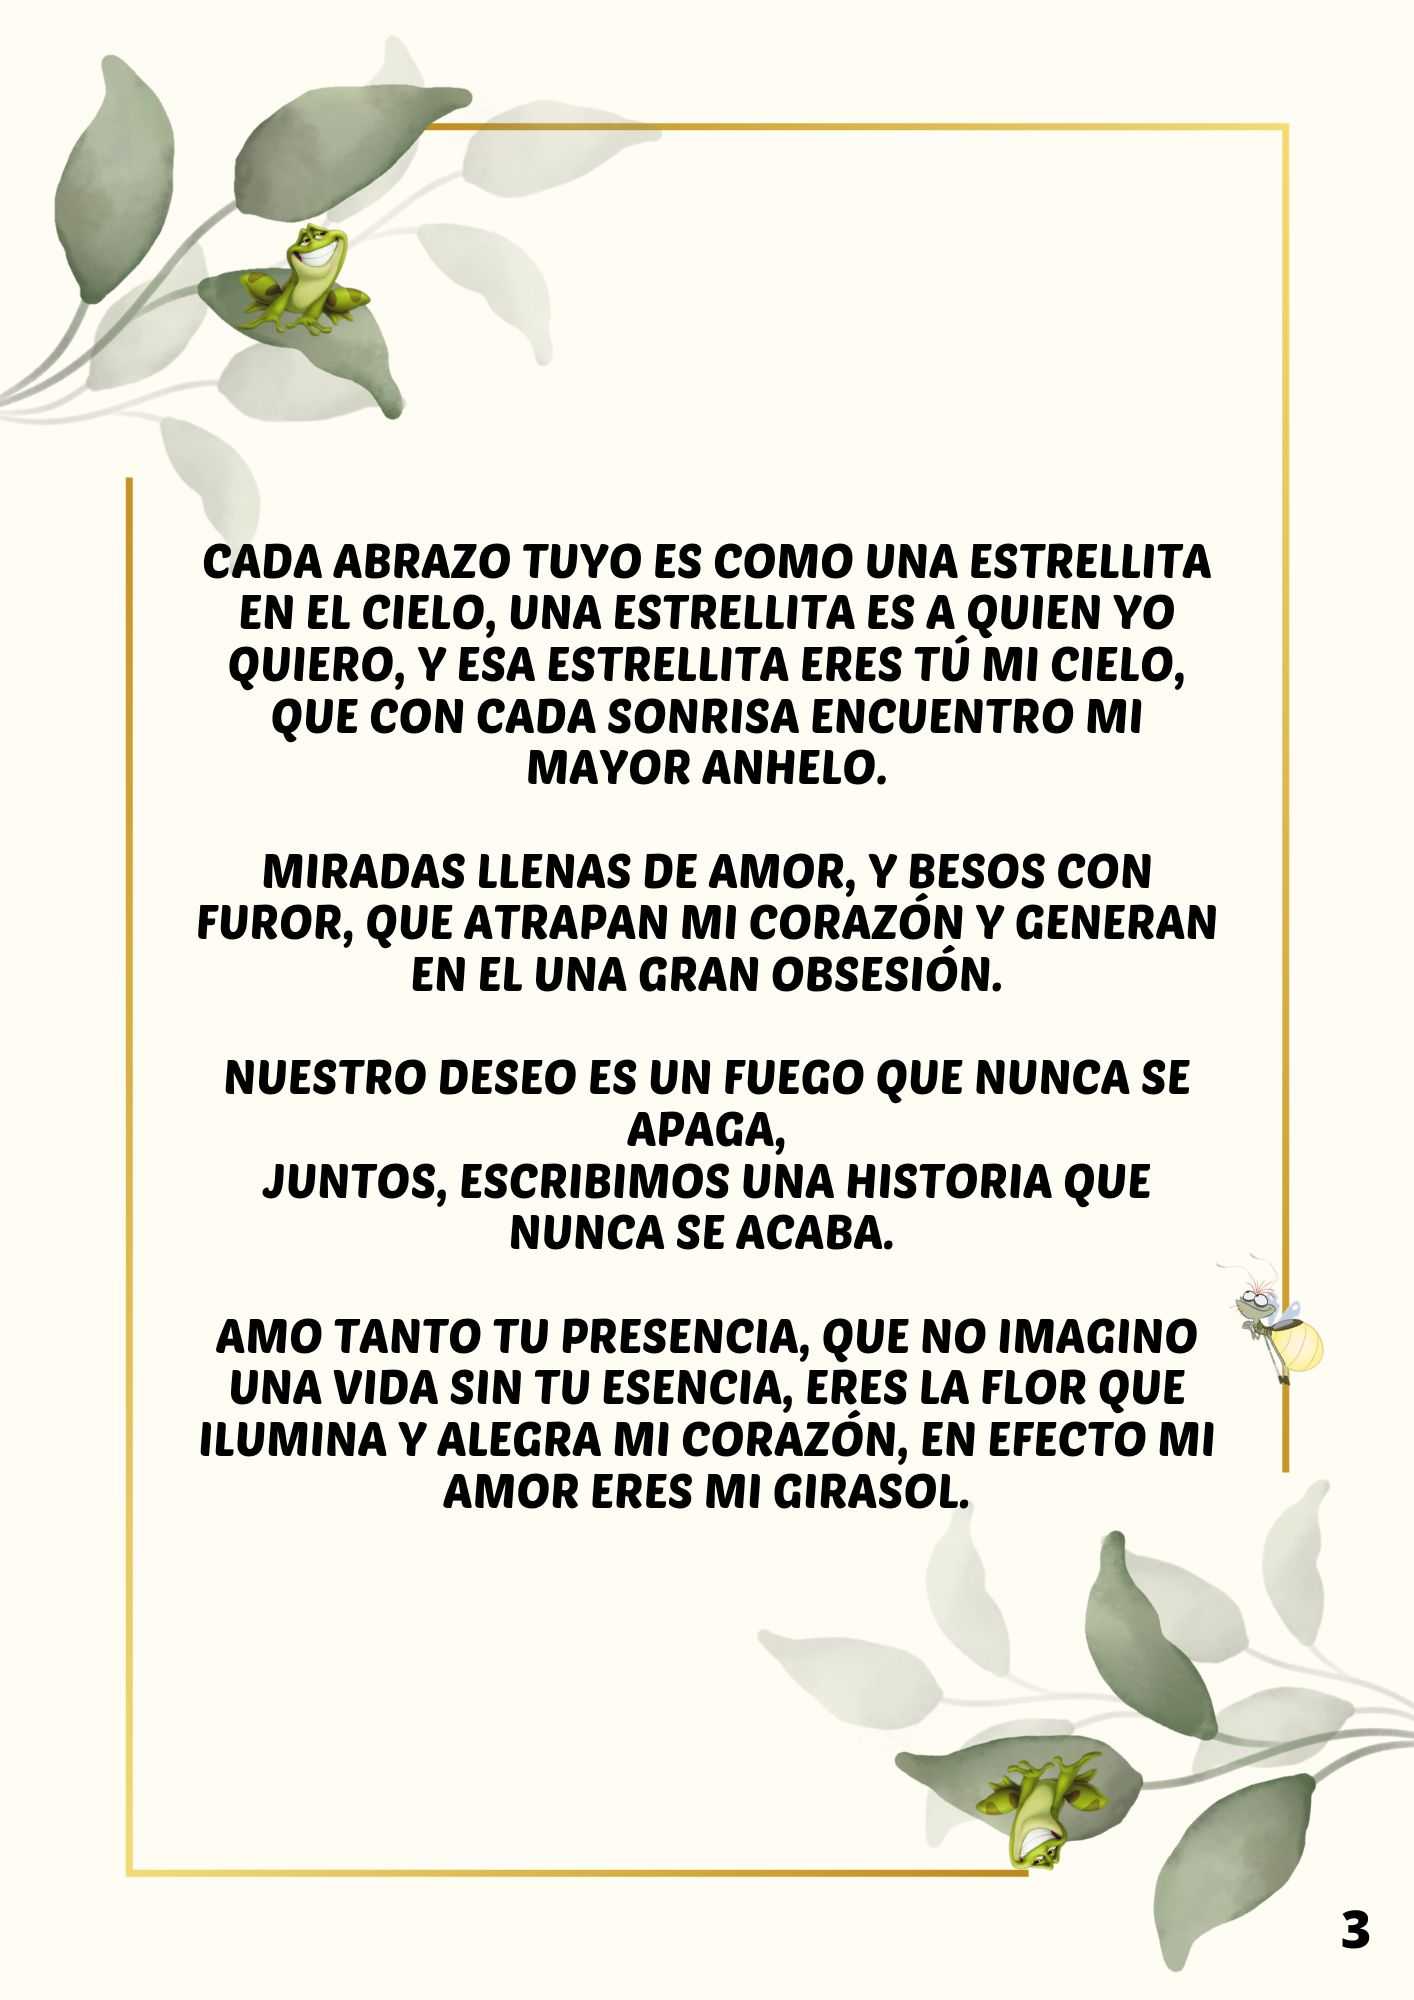 CADA ABRAZO TUYO ES COMO UNA ESTRELLITA
EN EL CIELO, UNA ESTRELLITA ES A QUIEN YO
QUIERO, Y ESA ESTRELLITA ERES TÚ MI CIELO,
QUE CON CADA SONRISA ENCUENTRO MI
MAYOR ANHELO.
MIRADAS LLENAS DE AMOR, Y BESOS CON
FUROR, QUE ATRAPAN MI CORAZÓN Y GENERAN
EN EL UNA GRAN OBSESIÓN.
NUESTRO DESEO ES UN FUEGO QUE NUNCA SE
APAGA,
JUNTOS, ESCRIBIMOS UNA HISTORIA QUE
NUNCA SE ACABA.
AMO TANTO TU PRESENCIA, QUE NO IMAGINO
UNA VIDA SIN TU ESENCIA, ERES LA FLOR QUE
ILUMINA Y ALEGRA MI CORAZÓN, EN EFECTO MI
AMOR ERES MI GIRASOL.
3